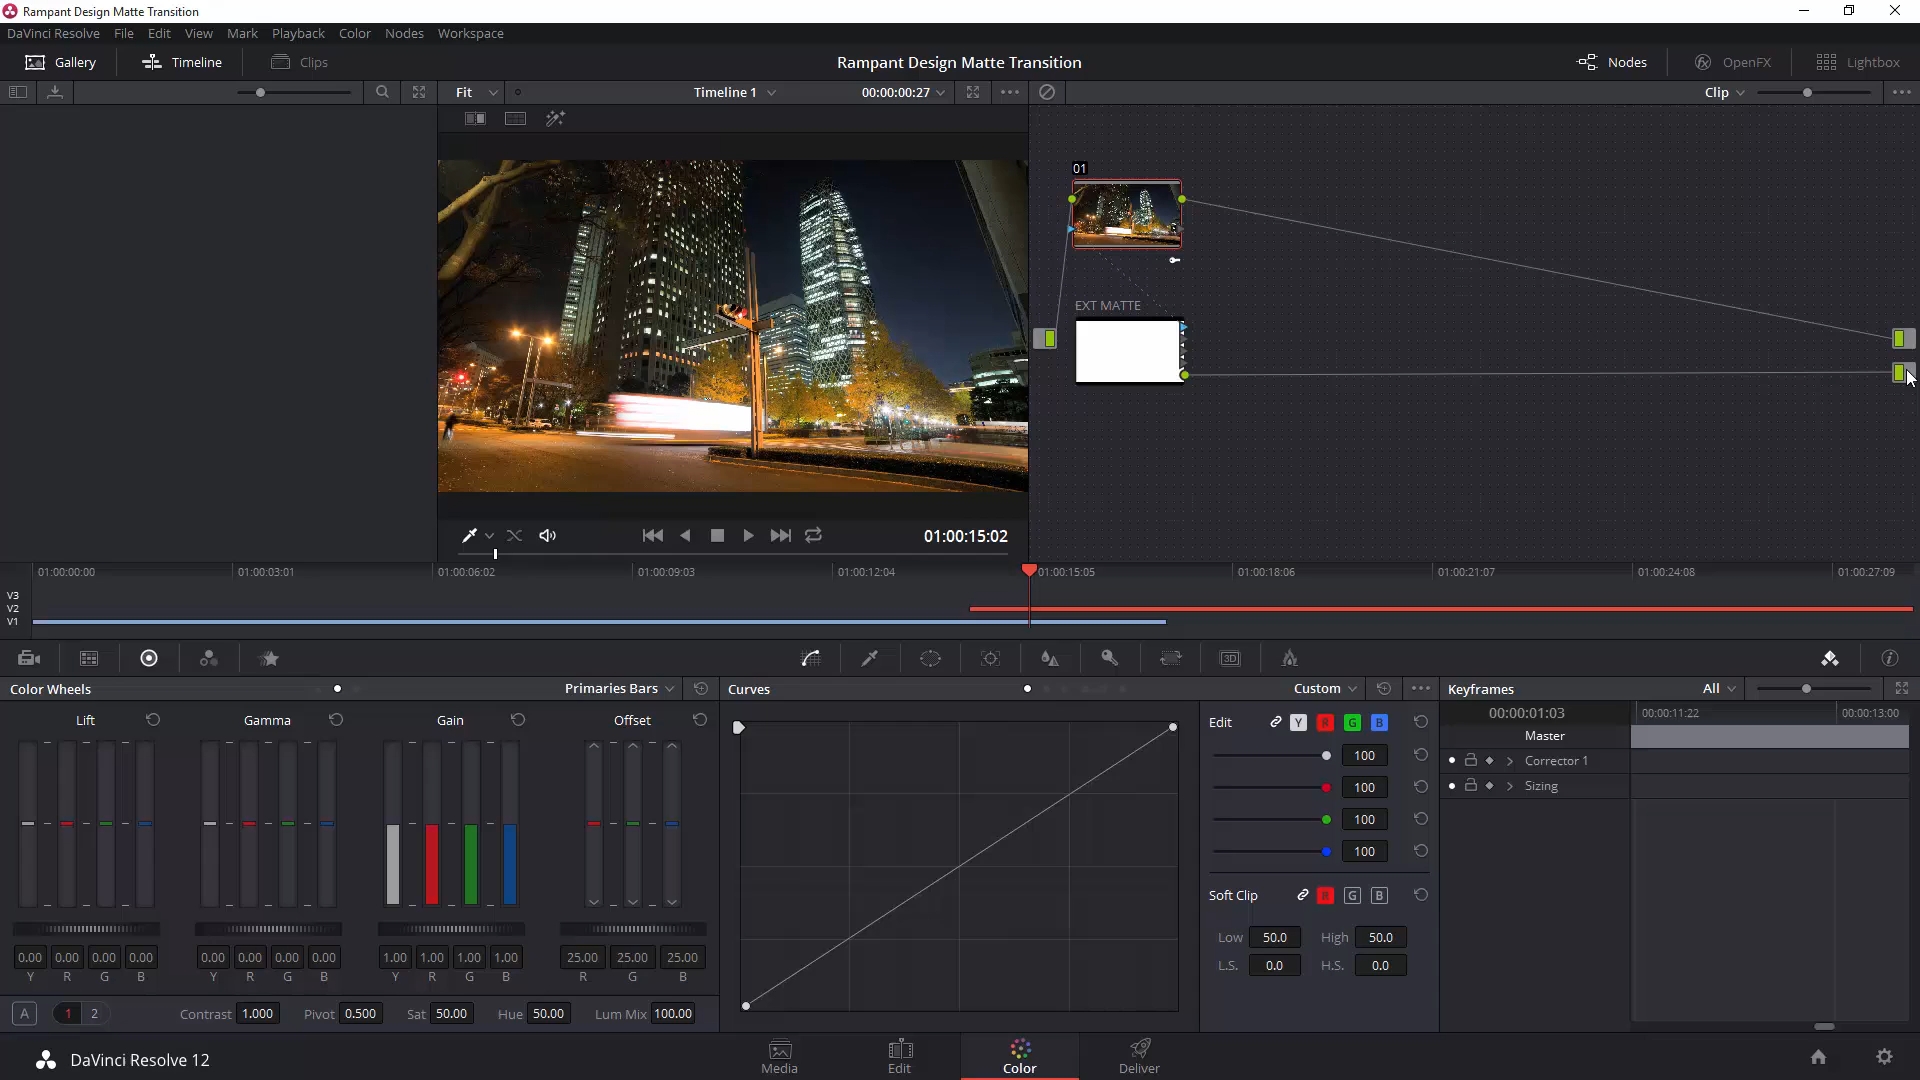 Rampant Design Matte Transition
DaVinci Resolve File Edit View Mark Playback Color Nodes Workspace
Gallery Timeline Clips Rampant Design Matte Transition Nodes OpenFX Lightbox
Fit Timeline 1 00:00:00:27 Clip
01
EXT MATTE
01:00:15:02
01:00:00:00 01:00:03:01 01:00:06:02 01:00:09:03 01:00:12:04 01:00:15:05 01:00:18:06 01:00:21:07 01:00:24:08 01:00:27:09
V3
V2
V1
3D
Color Wheels Primaries Bars Curves Custom Keyframes All
Lift Gamma Gain Offset Edit Y R G B 00:00:01:03 00:00:11:22 00:00:13:00
Master
100 Corrector 1
100 Sizing
100
100
Soft Clip R G B
Low 50.0 High 50.0
0.00 0.00 0.00 0.00 0.00 0.00 0.00 0.00 1.00 1.00 1.00 1.00 25.00 25.00 25.00
L.S. 0.0 H.S. 0.0
Y R G B Y R G B Y R G B R G B
A 1 2 Contrast 1.000 Pivot 0.500 Sat 50.00 Hue 50.00 Lum Mix 100.00
DaVinci Resolve 12 Media Edit Color Deliver